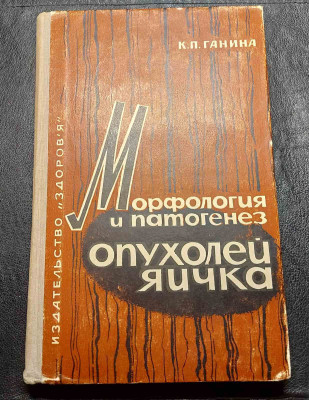 К.П. ГАНИНА
Морфология
и патогенез
опухолей
яичка
ИЗДАТЕЛЬСТВО „ЗДОРОВ'Я"